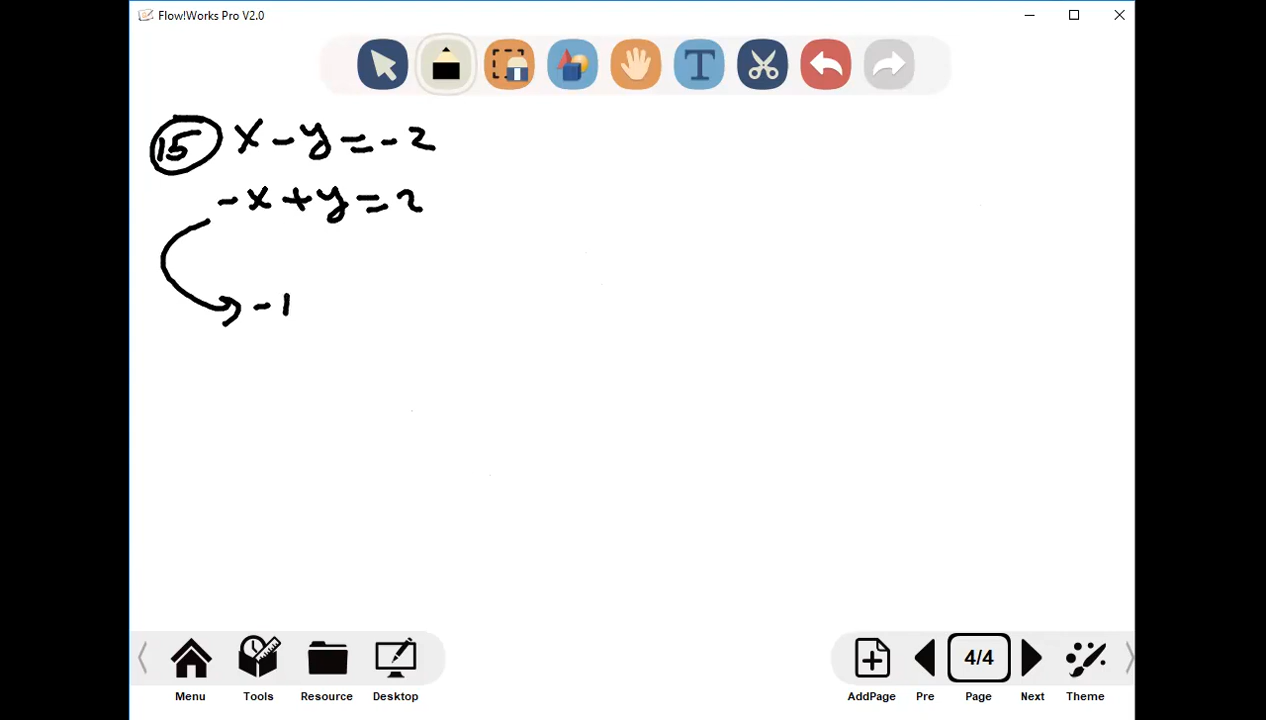 Flow!Works Pro V2.0
T
15 x - y = - 2
- x + y = 2
- 1
Menu Tools Resource Desktop
4/4
AddPage Pre Page Next Theme